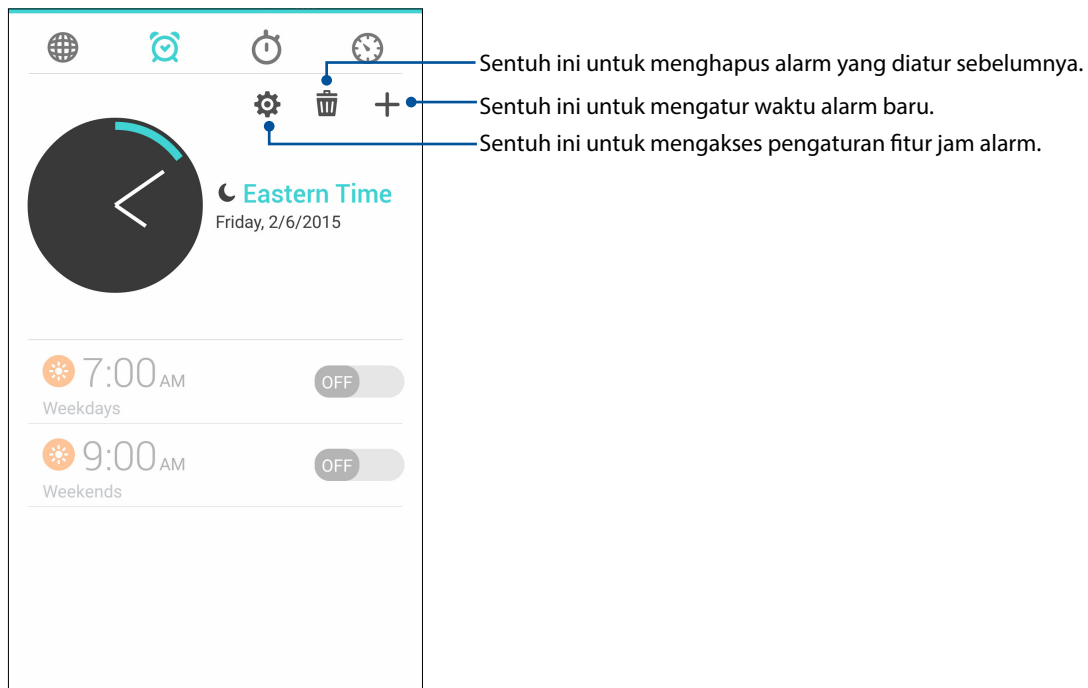 Sentuh ini untuk menghapus alarm yang diatur sebelumnya.
Sentuh ini untuk mengatur waktu alarm baru.
Sentuh ini untuk mengakses pengaturan fitur jam alarm.
Eastern Time
Friday, 2/6/2015
7:00 AM
OFF
Weekdays
9:00 AM
OFF
Weekends